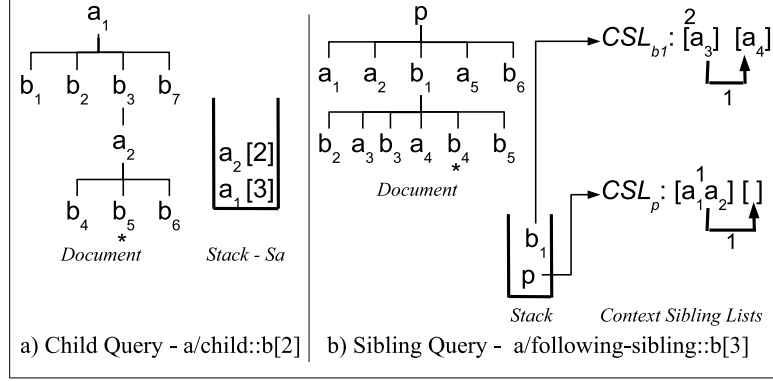 a1
b1 b2 b3 b7
a2
b4 b5 b6
*
Document
a2 [2]
a1 [3]
Stack - Sa
a) Child Query - a/child::b[2]
p
a1 a2 b1 a5 b6
b2 a3 b3 a4 b4 b5
*
Document
b1
p
Stack
2
CSLb1: [a3] [a4]
1
1
CSLp: [a1a2] [ ]
1
Context Sibling Lists
b) Sibling Query - a/following-sibling::b[3]